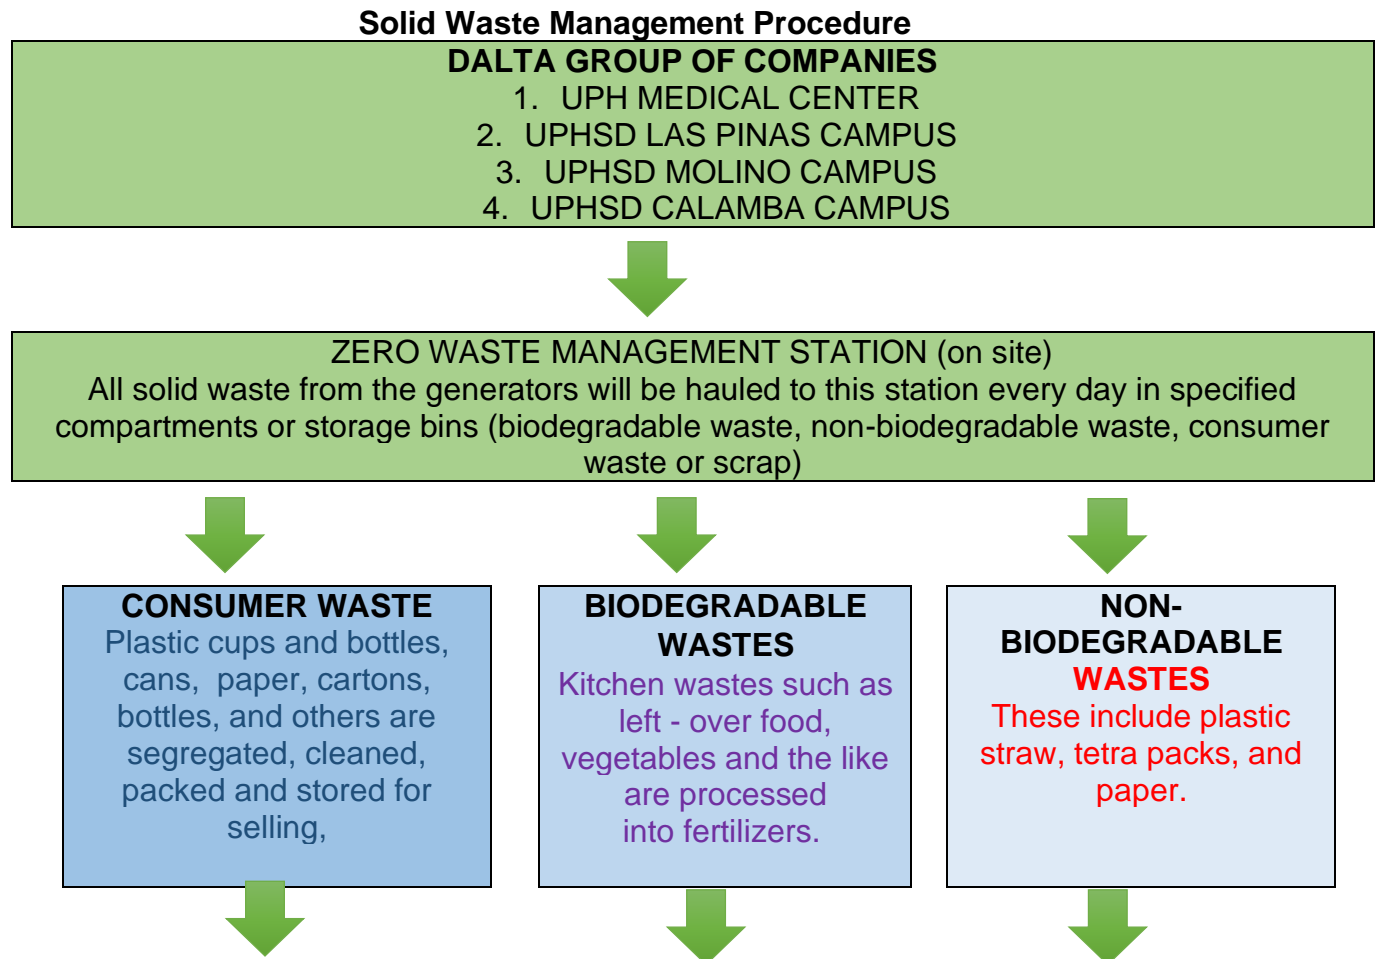 Solid Waste Management Procedure
DALTA GROUP OF COMPANIES
1. UPH MEDICAL CENTER
2. UPHSD LAS PINAS CAMPUS
3. UPHSD MOLINO CAMPUS
4. UPHSD CALAMBA CAMPUS
ZERO WASTE MANAGEMENT STATION (on site)
All solid waste from the generators will be hauled to this station every day in specified
compartments or storage bins (biodegradable waste, non-biodegradable waste, consumer
waste or scrap)
CONSUMER WASTE
Plastic cups and bottles,
cans, paper, cartons,
bottles, and others are
segregated, cleaned,
packed and stored for
selling,
BIODEGRADABLE
WASTES
Kitchen wastes such as
left - over food,
vegetables and the like
are processed
into fertilizers.
NON-
BIODEGRADABLE
WASTES
These include plastic
straw, tetra packs, and
paper.